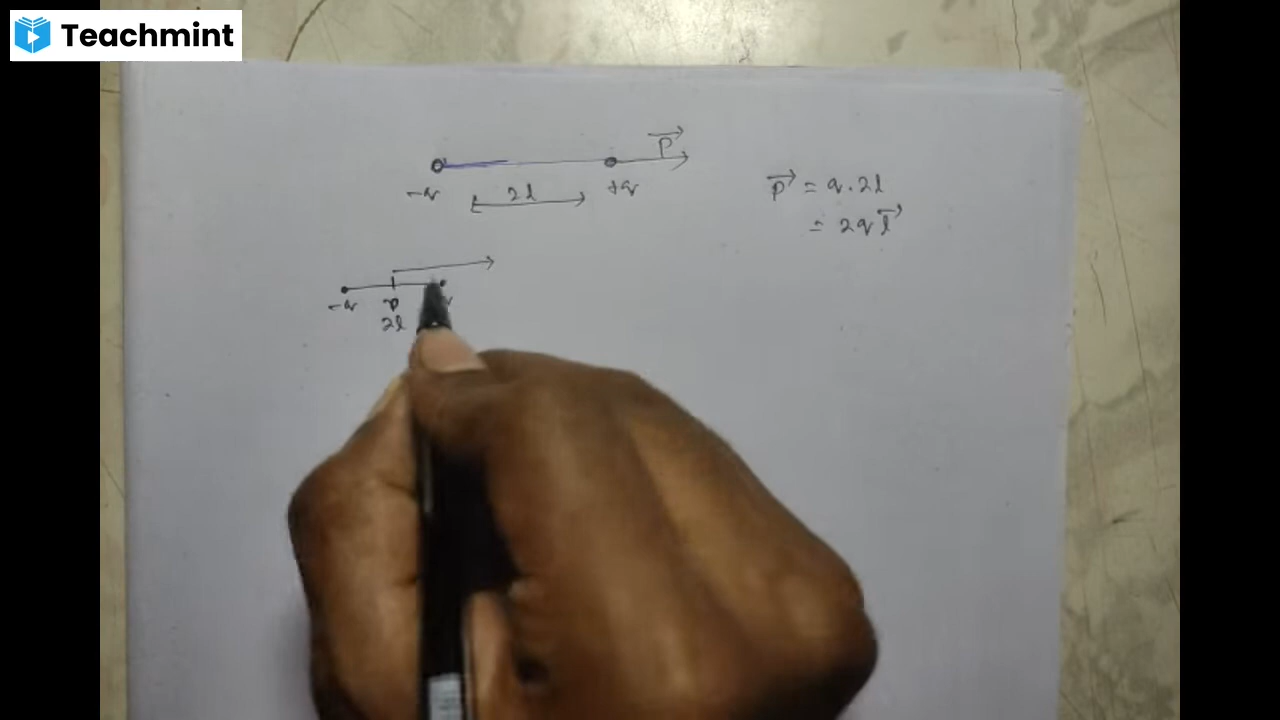 Teachmint
P
-q 2l +q
P = q.2l
= 2ql
-q P
2l